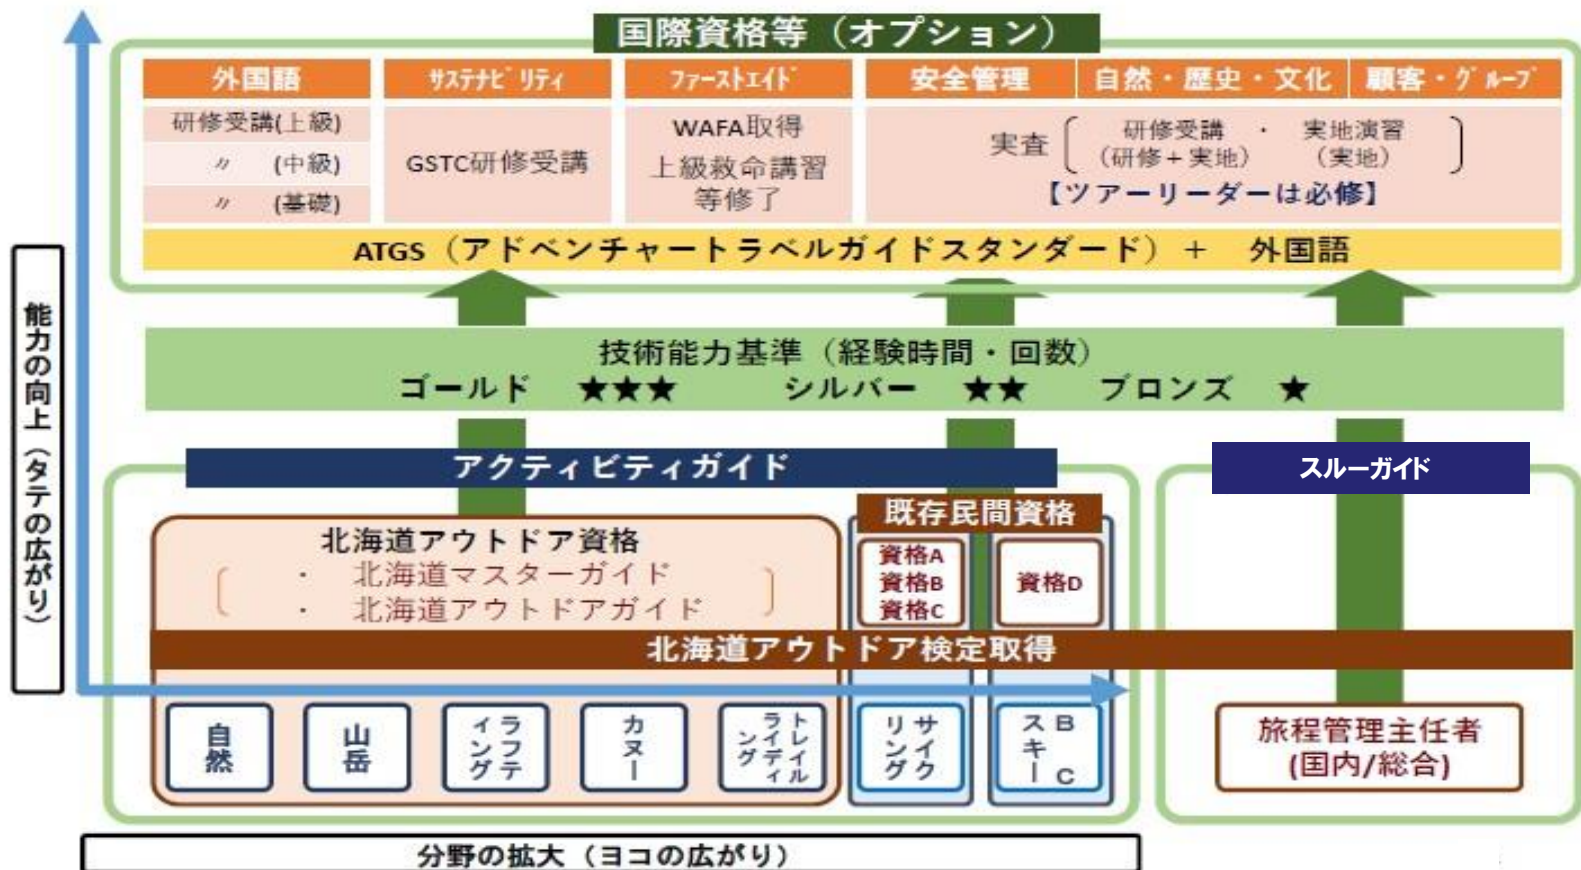 国際資格等（オプション）
外国語
ｻｽﾃﾅﾋﾞﾘﾃｨ
ﾌｧｰｽﾄｴｲﾄﾞ
安全管理
自然・歴史・文化
顧客・ｸﾞﾙｰﾌﾟ
研修受講(上級)
〃 (中級)
〃 (基礎)
GSTC研修受講
WAFA取得
上級救命講習
等修了
実査
研修受講 ・ 実地演習
（研修＋実地） （実地）
【ツアーリーダーは必修】
ATGS（アドベンチャートラベルガイドスタンダード）＋ 外国語
能力の向上（タテの広がり）
技術能力基準（経験時間・回数）
ゴールド ★★★ シルバー ★★ ブロンズ ★
アクティビティガイド
スルーガイド
北海道アウトドア資格
・ 北海道マスターガイド
・ 北海道アウトドアガイド
既存民間資格
資格A
資格B
資格C
資格D
北海道アウトドア検定取得
自然
山岳
ラフティング
カヌー
トレイルライディング
サイクリング
BCスキー
旅程管理主任者
(国内/総合)
分野の拡大（ヨコの広がり）